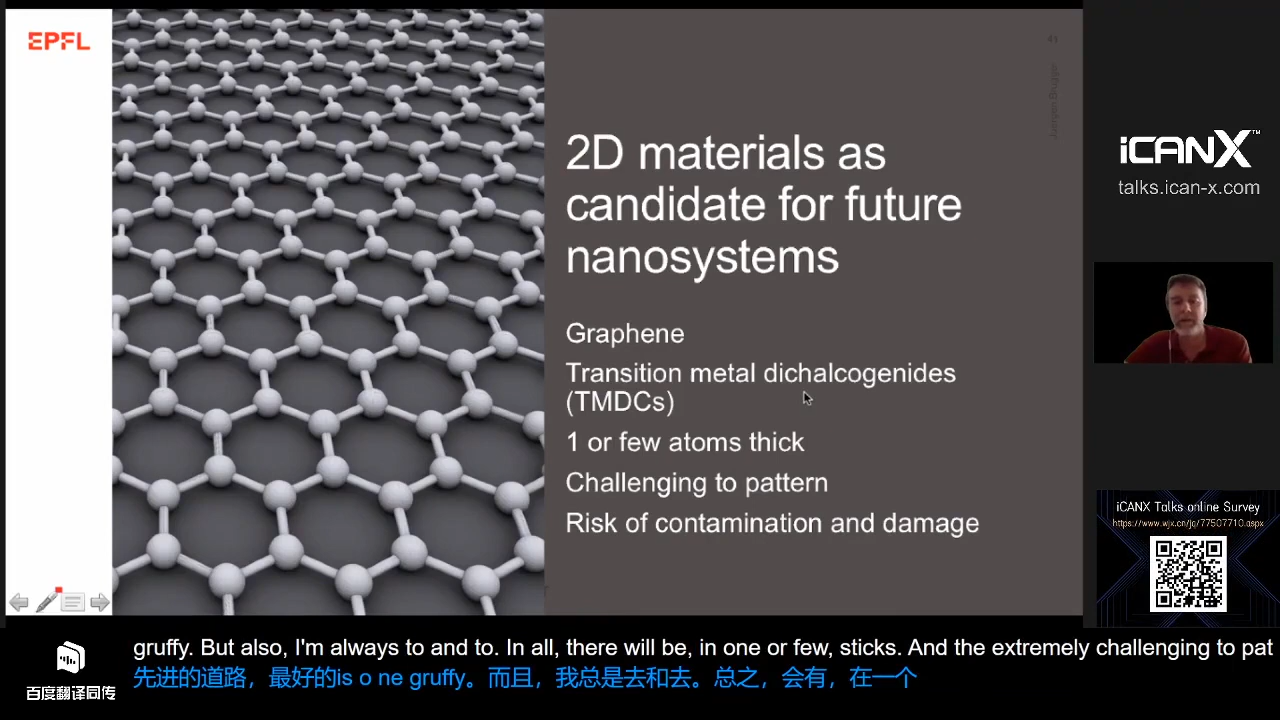 EPFL
41
Juergen Brugger
2D materials as
candidate for future
nanosystems
Graphene
Transition metal dichalcogenides
(TMDCs)
1 or few atoms thick
Challenging to pattern
Risk of contamination and damage
iCANX™
talks.ican-x.com
iCANX Talks online Survey
https://www.wjx.cn/jq/77507710.aspx
gruffy. But also, I'm always to and to. In all, there will be, in one or few, sticks. And the extremely challenging to pat
先进的道路，最好的is o ne gruffy。而且，我总是去和去。总之，会有，在一个
百度翻译同传